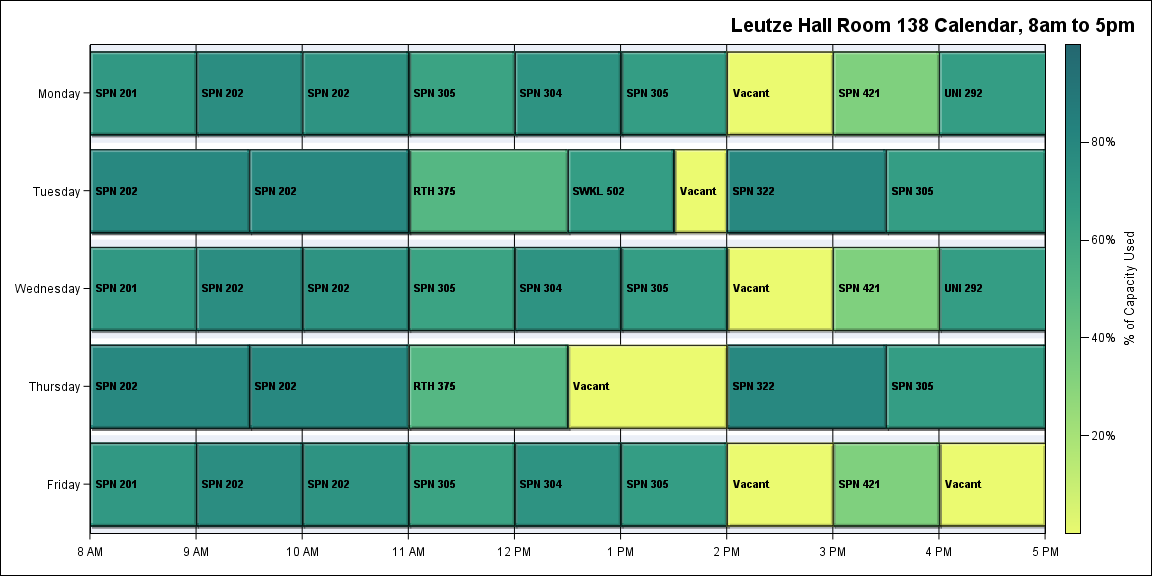 Leutze Hall Room 138 Calendar, 8am to 5pm
Monday
SPN 201
SPN 202
SPN 202
SPN 305
SPN 304
SPN 305
Vacant
SPN 421
UNI 292
Tuesday
SPN 202
SPN 202
RTH 375
SWKL 502
Vacant
SPN 322
SPN 305
Wednesday
SPN 201
SPN 202
SPN 202
SPN 305
SPN 304
SPN 305
Vacant
SPN 421
UNI 292
Thursday
SPN 202
SPN 202
RTH 375
Vacant
SPN 322
SPN 305
Friday
SPN 201
SPN 202
SPN 202
SPN 305
SPN 304
SPN 305
Vacant
SPN 421
Vacant
8 AM
9 AM
10 AM
11 AM
12 PM
1 PM
2 PM
3 PM
4 PM
5 PM
80%
60%
40%
20%
% of Capacity Used